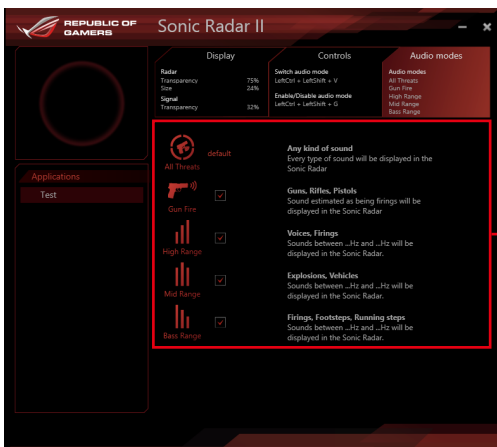 REPUBLIC OF
GAMERS
Sonic Radar II
Display
Radar
Transparency 75%
Size 24%
Signal
Transparency 32%
Controls
Switch audio mode
LeftCtrl + LeftShift + V
Enable/Disable audio mode
LeftCtrl + LeftShift + G
Audio modes
Audio modes
All Threats
Gun Fire
High Range
Mid Range
Bass Range
Applications
Test
All Threats
default
Any kind of sound
Every type of sound will be displayed in the
Sonic Radar
Gun Fire
Guns, Rifles, Pistols
Sound estimated as being firings will be
displayed in the Sonic Radar
High Range
Voices, Firings
Sounds between ...Hz and ...Hz will be
displayed in the Sonic Radar.
Mid Range
Explosions, Vehicles
Sounds between ...Hz and ...Hz will be
displayed in the Sonic Radar.
Bass Range
Firings, Footsteps, Running steps
Sounds between ...Hz and ...Hz will be
displayed in the Sonic Radar.